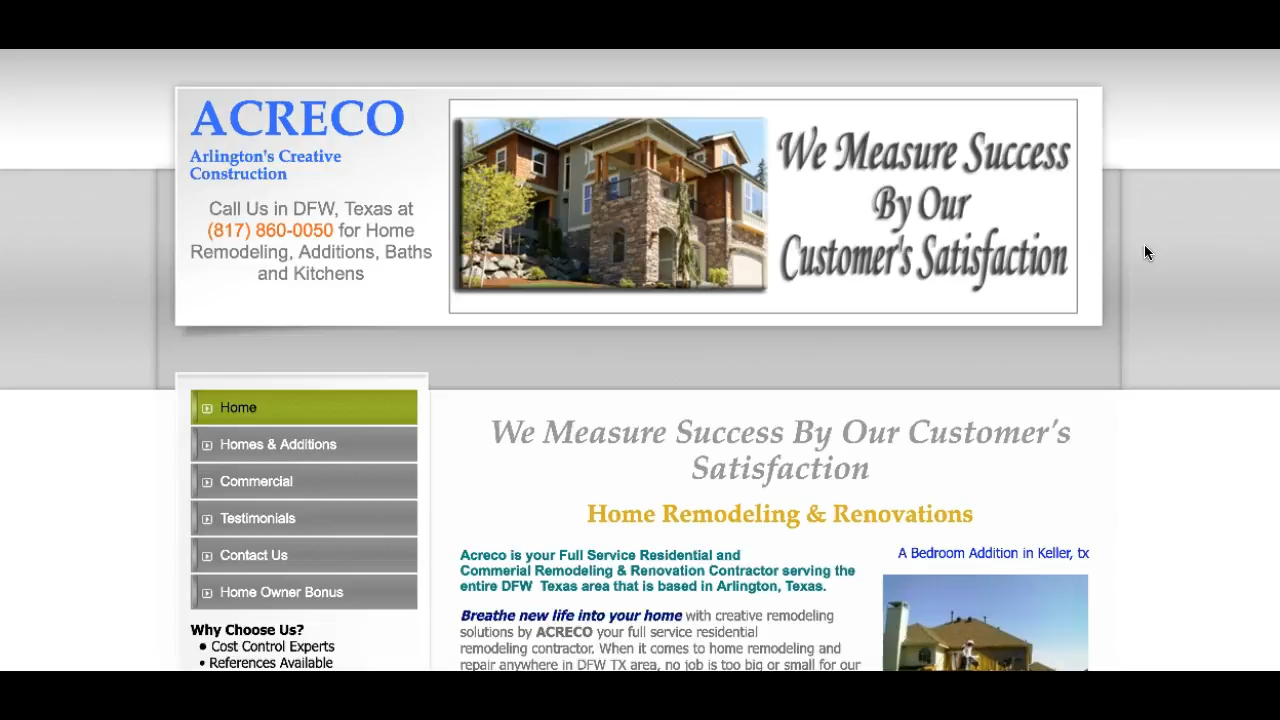 ACRECO
Arlington's Creative
Construction
Call Us in DFW, Texas at
(817) 860-0050 for Home
Remodeling, Additions, Baths
and Kitchens
We Measure Success
By Our
Customer's Satisfaction
Home
Homes & Additions
Commercial
Testimonials
Contact Us
Home Owner Bonus
Why Choose Us?
• Cost Control Experts
• References Available
We Measure Success By Our Customer's
Satisfaction
Home Remodeling & Renovations
Acreco is your Full Service Residential and
Commerial Remodeling & Renovation Contractor serving the
entire DFW Texas area that is based in Arlington, Texas.
Breathe new life into your home with creative remodeling
solutions by ACRECO your full service residential
remodeling contractor. When it comes to home remodeling and
repair anywhere in DFW TX area, no job is too big or small for our
A Bedroom Addition in Keller, tx